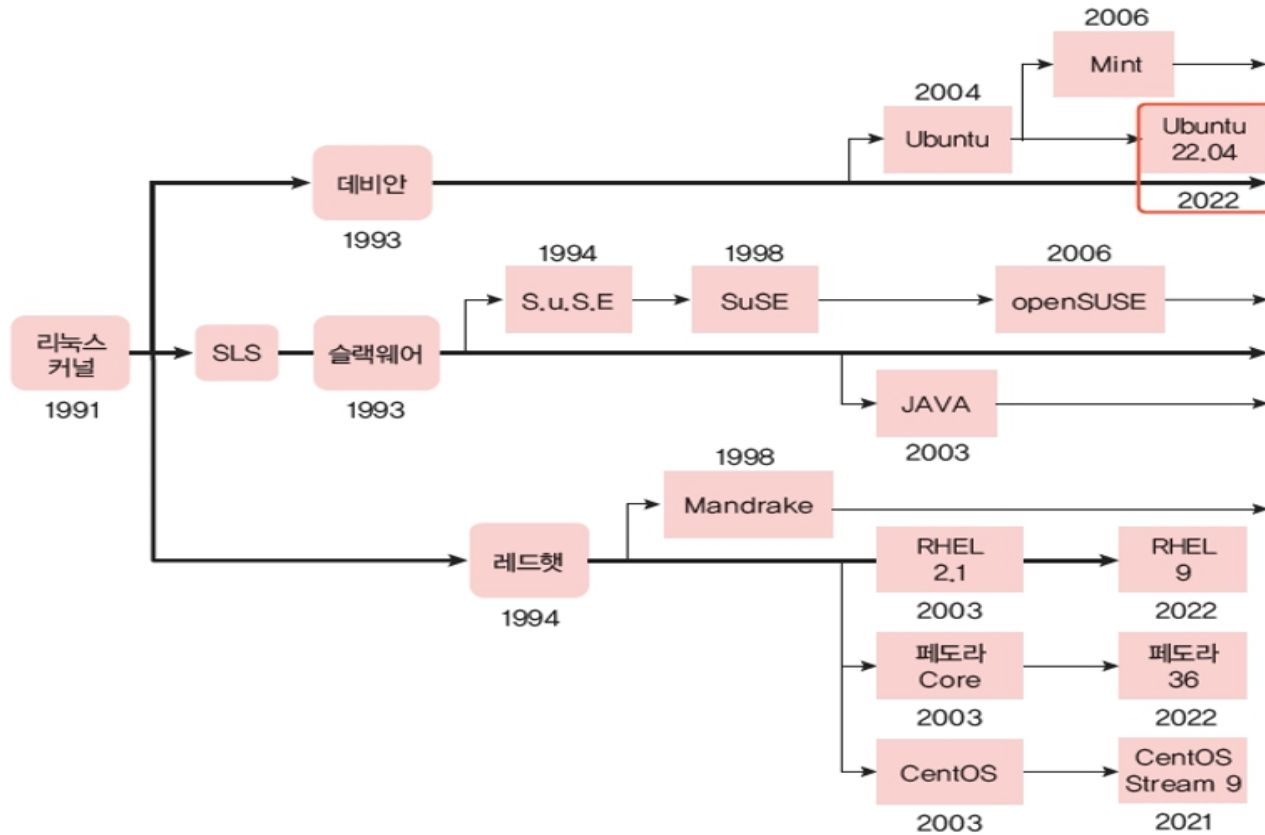 2006
Mint
2004
Ubuntu
Ubuntu
22.04
2022
데비안
1993
1994
S.u.S.E
1998
SuSE
2006
openSUSE
리눅스
커널
1991
SLS
슬랙웨어
1993
JAVA
2003
1998
Mandrake
레드햇
1994
RHEL
2.1
2003
RHEL
9
2022
페도라
Core
2003
페도라
36
2022
CentOS
2003
CentOS
Stream 9
2021